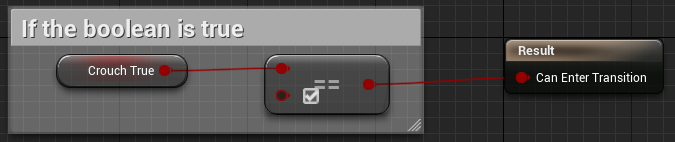 If the boolean is true
Crouch True
==
Result
Can Enter Transition